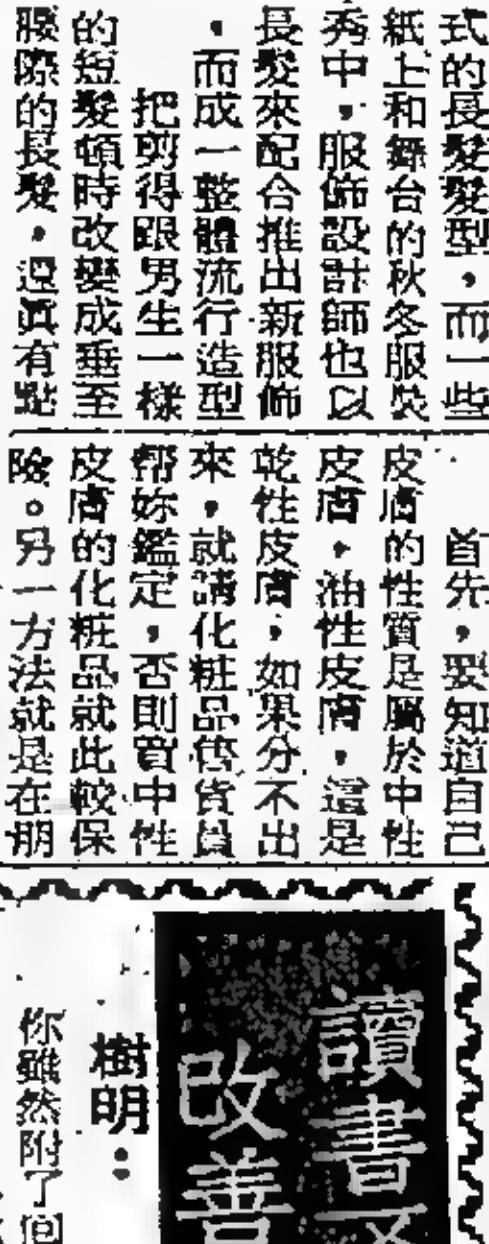 式的長髮髮型，而一些
紙上和舞台的秋冬服裝
秀中，服飾設計師也以
長髮來配合推出新服飾
，而成一整體流行造型
把剪得跟男生一樣
的短髮頓時改變成垂至
腰際的長髮，還真有點
首先，要知道自己
皮膚的性質是屬於中性
皮膚，油性皮膚，還是
乾性皮膚，如果分不出
來，就請化粧品售貨員
幫妳鑑定，否則買中性
皮膚的化粧品就此較保
險。另一方法就是在朋
讀書
改善
樹明：
你雖然附了回